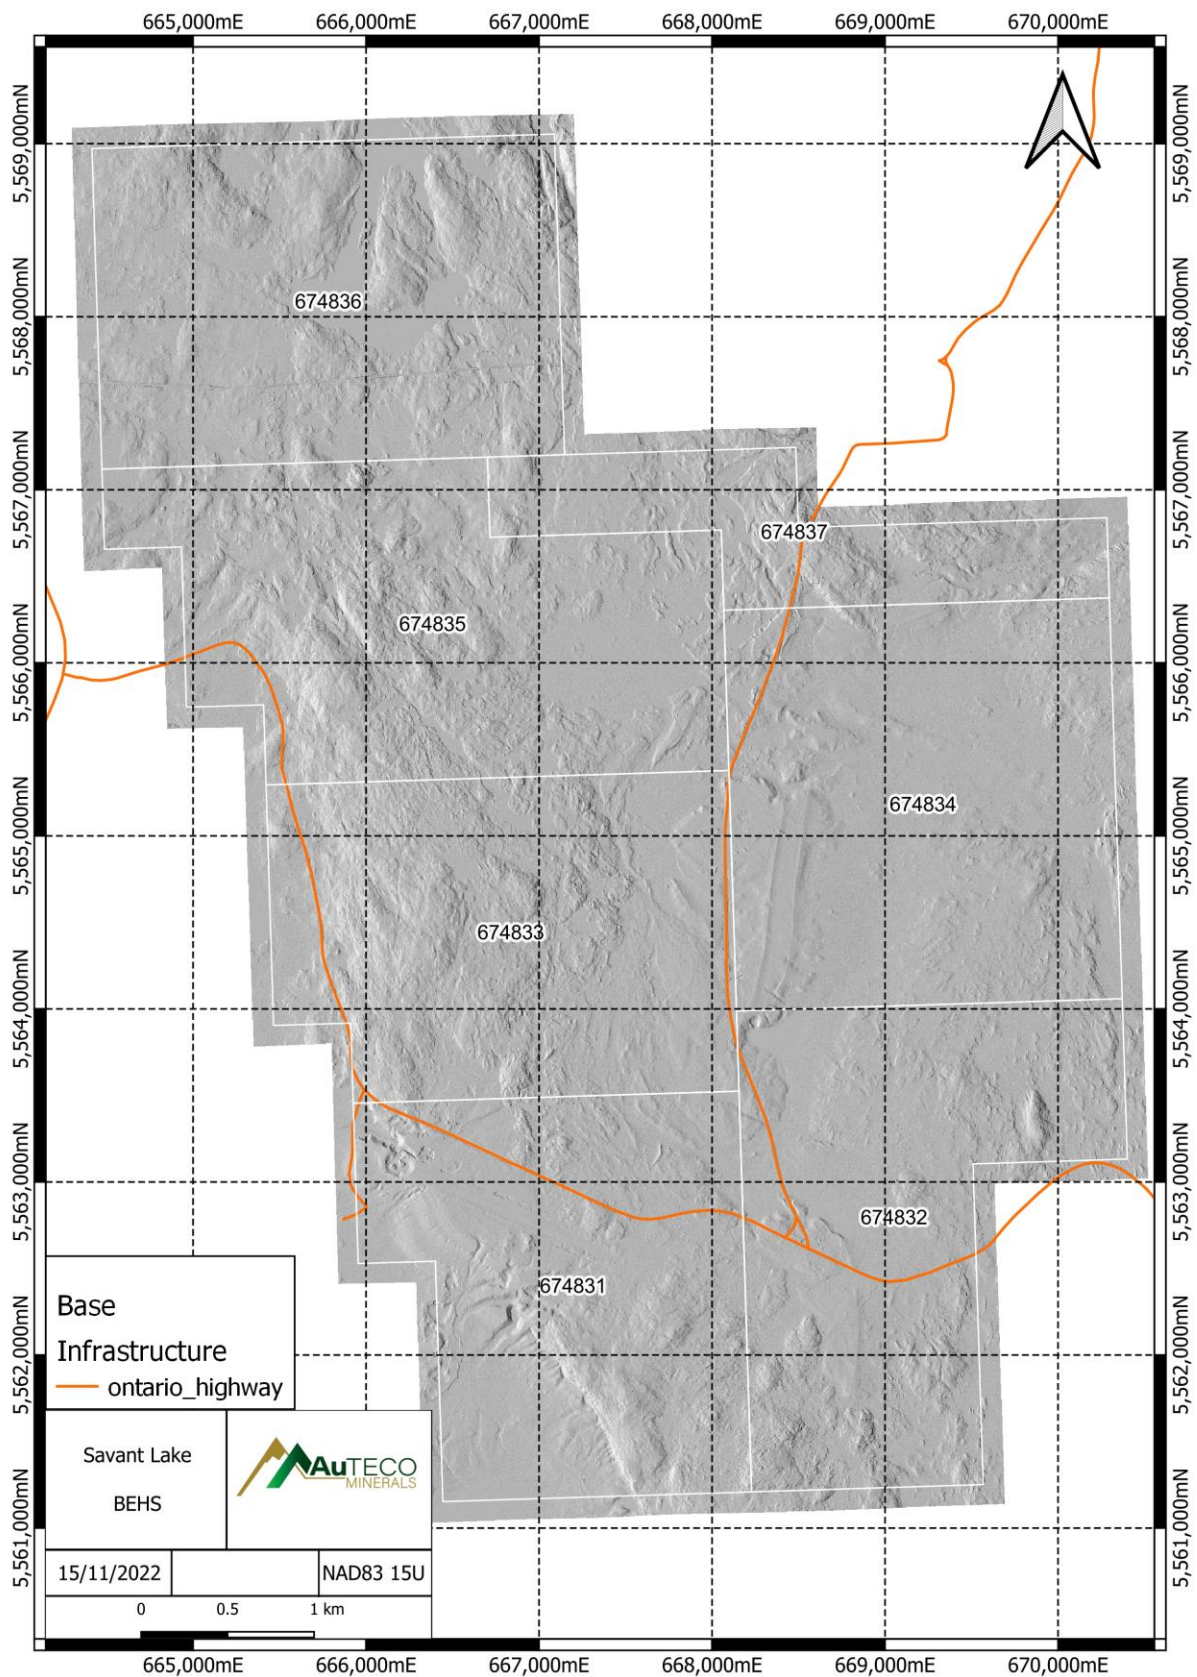 665,000mE 666,000mE 667,000mE 668,000mE 669,000mE 670,000mE
5,569,000mN 5,569,000mN
674836
5,568,000mN 5,568,000mN
5,567,000mN 5,567,000mN
674837
674835
5,566,000mN 5,566,000mN
674834
5,565,000mN 5,565,000mN
674833
5,564,000mN 5,564,000mN
5,563,000mN 5,563,000mN
674832
674831
Base
Infrastructure
5,562,000mN 5,562,000mN
ontario_highway
Savant Lake
BEHS
AuTECO
MINERALS
5,561,000mN 5,561,000mN
15/11/2022 NAD83 15U
0 0.5 1 km
665,000mE 666,000mE 667,000mE 668,000mE 669,000mE 670,000mE